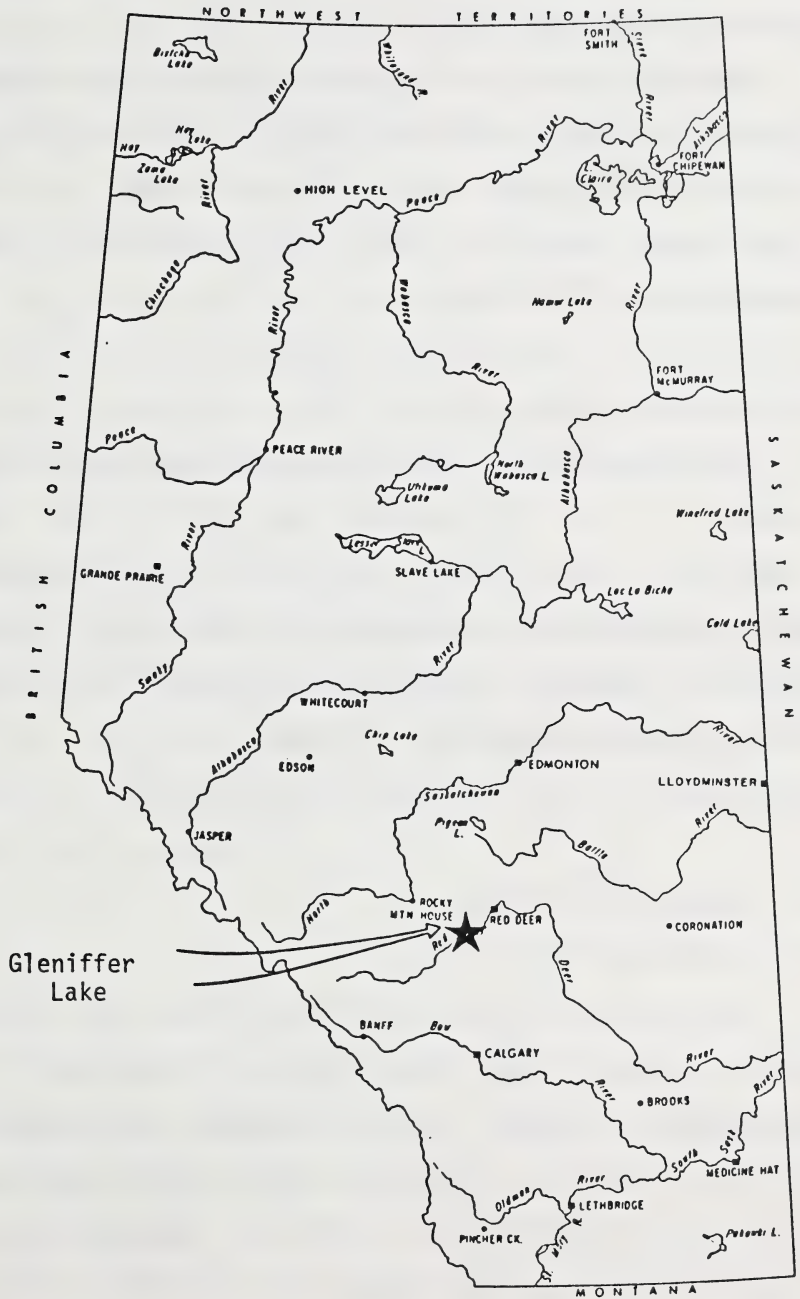 NORTHWEST TERRITORIES
FORT
SMITH
Slave
River
Bistcho
Lake
River
Hay
Hay
Lake
Zama
Lake
River
River
L.
Athabasca
FORT
CHIPEWAN
L.
Claire
HIGH LEVEL
Peace
Chinchaga
River
Wabasca
Namur Lake
River
River
FORT
McMURRAY
BRITISH COLUMBIA
SASKATCHEWAN
Peace
PEACE RIVER
North
Wabasca L.
Utikuma
Lake
Athabasca
Winefred Lake
River
Lesser Slave
L.
GRANDE PRAIRIE
SLAVE LAKE
Lac La Biche
Cold Lake
Smoky
River
WHITECOURT
Athabasca
Chip Lake
EDSON
River
EDMONTON
LLOYDMINSTER
Saskatchewan
Pigeon
L.
River
Battle
JASPER
North
ROCKY
MTN HOUSE
RED DEER
CORONATION
Red
Gleniffer
Lake
Deer
BANFF
Bow
CALGARY
River
River
River
BROOKS
South
Sask
MEDICINE HAT
Oldman
River
LETHBRIDGE
PINCHER CK.
St. Mary R.
Pakowki L.
MONTANA